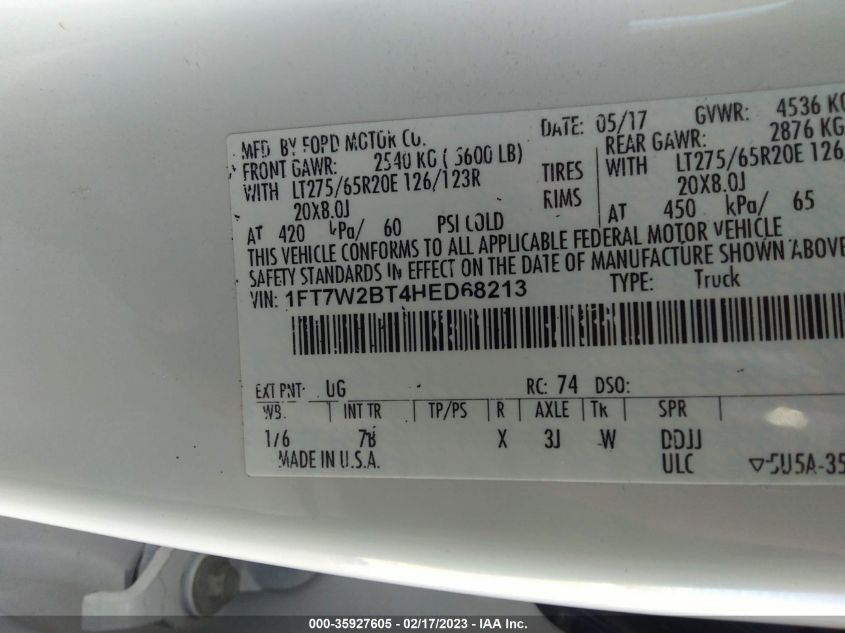 MFD. BY FORD MOTOR CO.
DATE: 05/17 GVWR: 4536 KG
FRONT GAWR: 2540 KG ( 5600 LB)
REAR GAWR: 2876 KG
WITH LT275/65R20E 126/123R TIRES WITH LT275/65R20E 126/
20X8.0J RIMS 20X8.0J
AT 420 kPa/ 60 PSI COLD AT 450 kPa/ 65
THIS VEHICLE CONFORMS TO ALL APPLICABLE FEDERAL MOTOR VEHICLE
SAFETY STANDARDS IN EFFECT ON THE DATE OF MANUFACTURE SHOWN ABOVE
VIN: 1FT7W2BT4HED68213 TYPE: Truck
EXT PNT: UG RC: 74 DSO:
WB INT TR TP/PS R AXLE TR SPR
176 7B X 3J W DDJJ
MADE IN U.S.A. ULC ▽5U5A-35
000-35927605 - 02/17/2023 - IAA Inc.